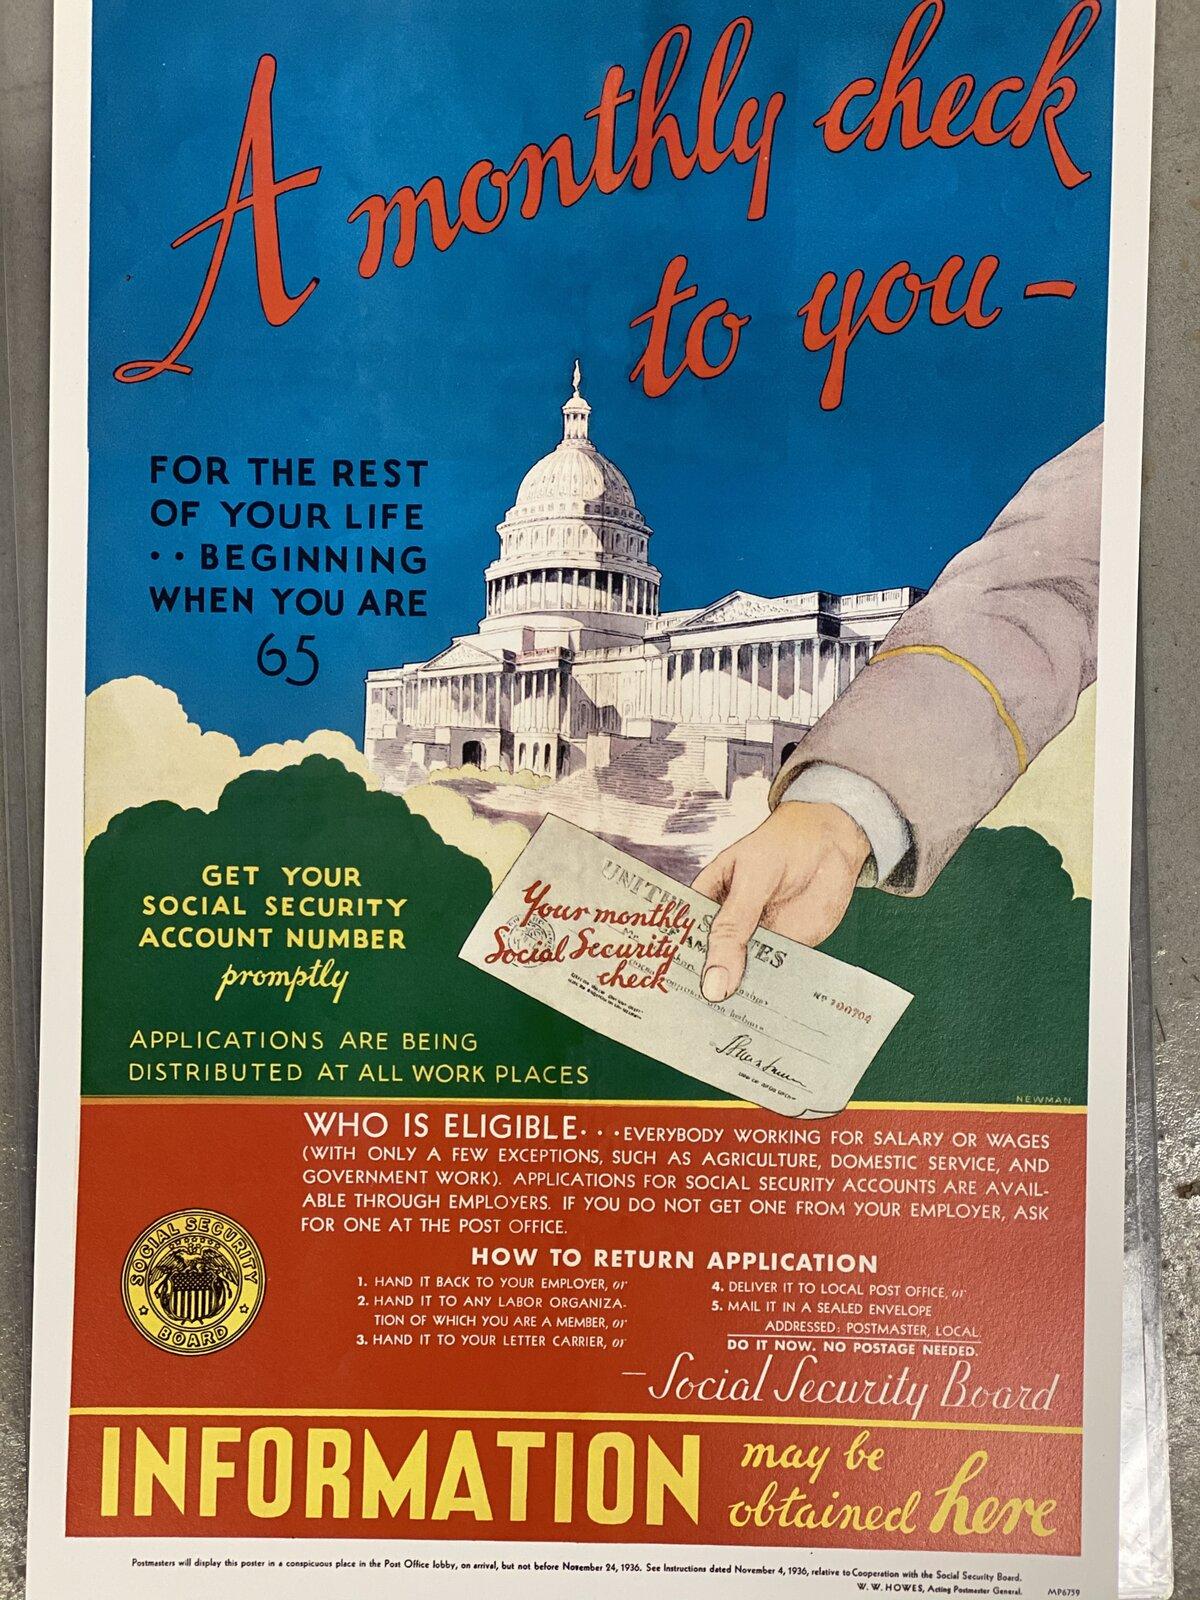 A monthly check
to you-
FOR THE REST
OF YOUR LIFE
• • BEGINNING
WHEN YOU ARE
65
UNITED STATES
Your monthly
Social Security
check
Nº 100704
GET YOUR
SOCIAL SECURITY
ACCOUNT NUMBER
promptly
APPLICATIONS ARE BEING
DISTRIBUTED AT ALL WORK PLACES
NEWMAN
WHO IS ELIGIBLE • • • EVERYBODY WORKING FOR SALARY OR WAGES
(WITH ONLY A FEW EXCEPTIONS, SUCH AS AGRICULTURE, DOMESTIC SERVICE, AND
GOVERNMENT WORK). APPLICATIONS FOR SOCIAL SECURITY ACCOUNTS ARE AVAIL-
ABLE THROUGH EMPLOYERS. IF YOU DO NOT GET ONE FROM YOUR EMPLOYER, ASK
FOR ONE AT THE POST OFFICE.
SOCIAL SECURITY
BOARD
HOW TO RETURN APPLICATION
1. HAND IT BACK TO YOUR EMPLOYER, or
2. HAND IT TO ANY LABOR ORGANIZA-
TION OF WHICH YOU ARE A MEMBER, or
3. HAND IT TO YOUR LETTER CARRIER, or
4. DELIVER IT TO LOCAL POST OFFICE, or
5. MAIL IT IN A SEALED ENVELOPE
ADDRESSED: POSTMASTER, LOCAL.
DO IT NOW. NO POSTAGE NEEDED.
—Social Security Board
INFORMATION may be
obtained here
Postmasters will display this poster in a conspicuous place in the Post Office lobby, on arrival, but not before November 24, 1936. See Instructions dated November 4, 1936, relative to Cooperation with the Social Security Board.
W. W. HOWES, Acting Postmaster General.
MP6759